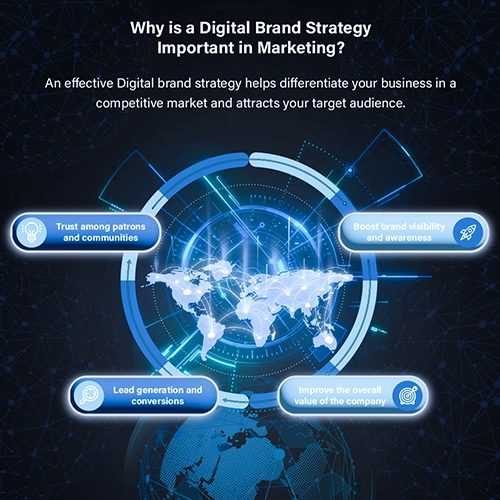 Why is a Digital Brand Strategy
Important in Marketing?
An effective Digital brand strategy helps differentiate your business in a
competitive market and attracts your target audience.
Trust among patrons
and communities
Boost brand visibility
and awareness
Lead generation and
conversions
Improve the overall
value of the company